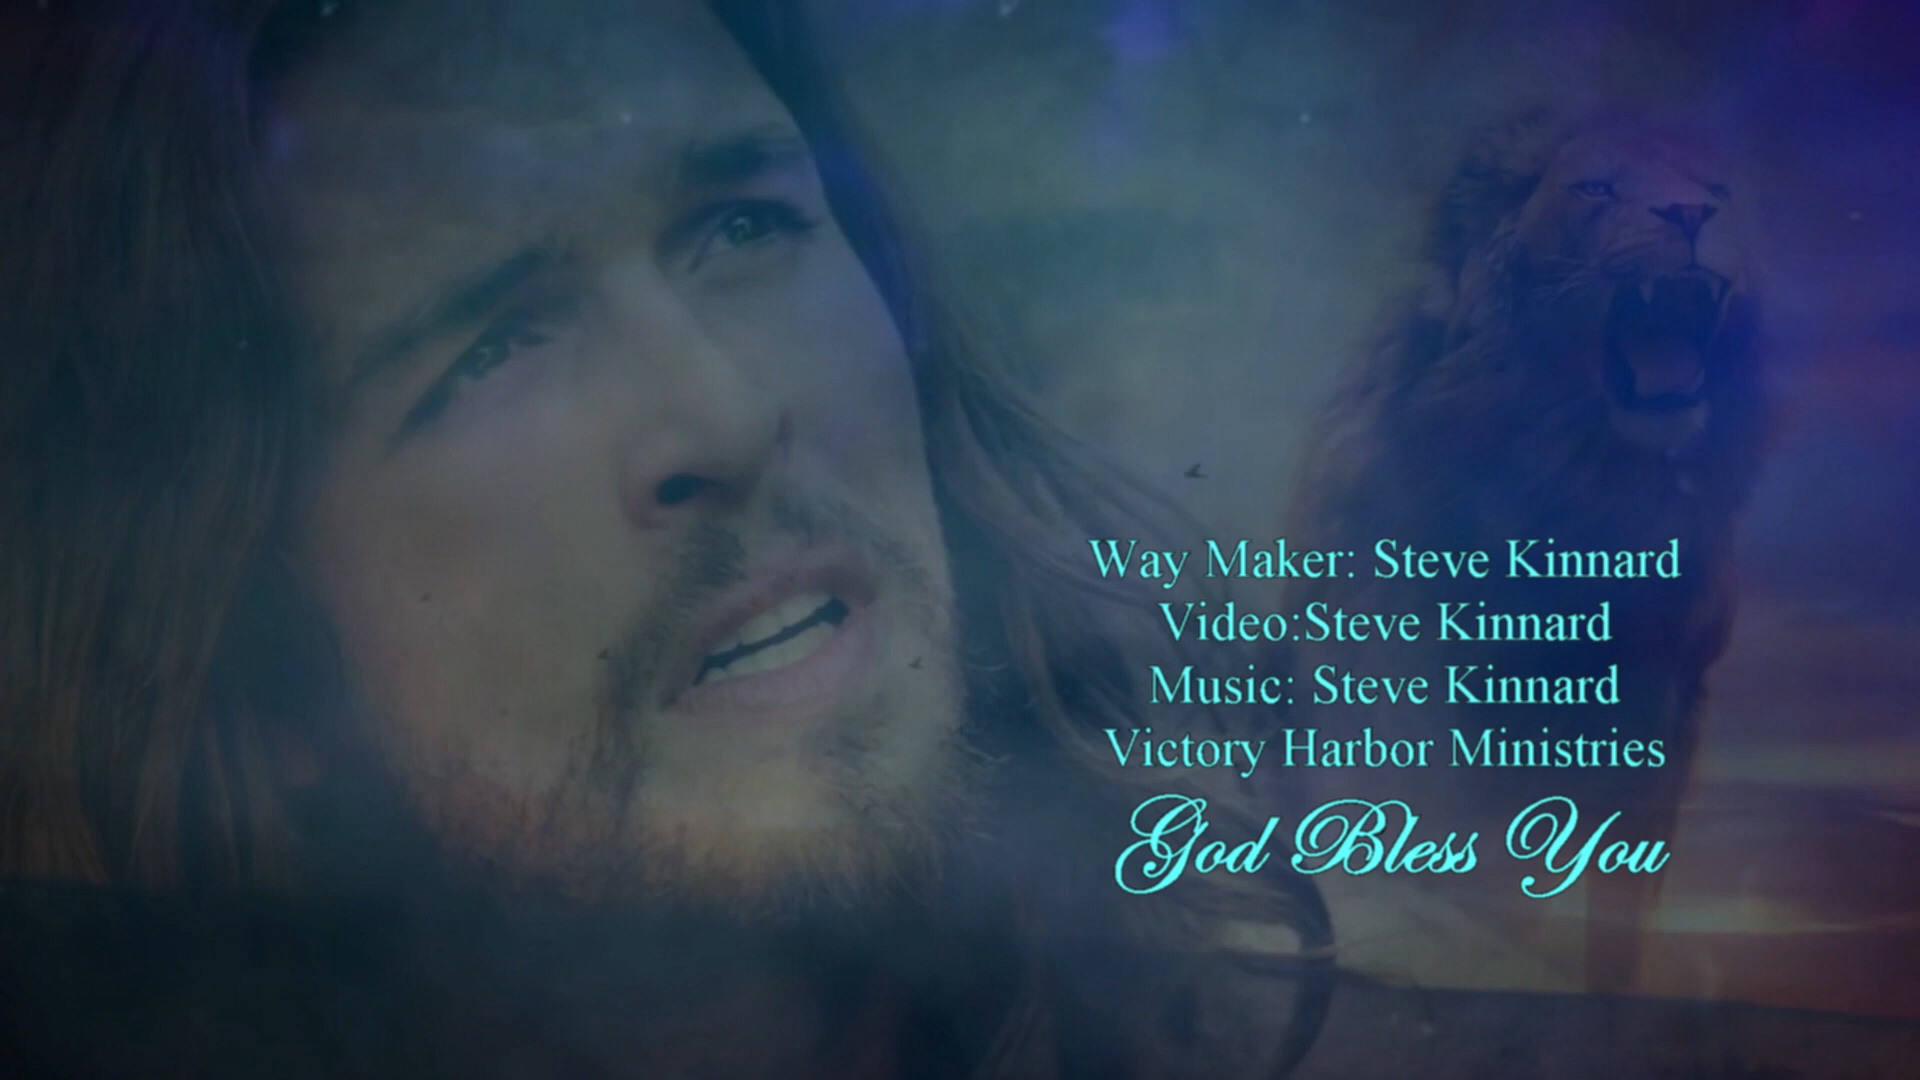 Way Maker: Steve Kinnard
Video:Steve Kinnard
Music: Steve Kinnard
Victory Harbor Ministries
God Bless You